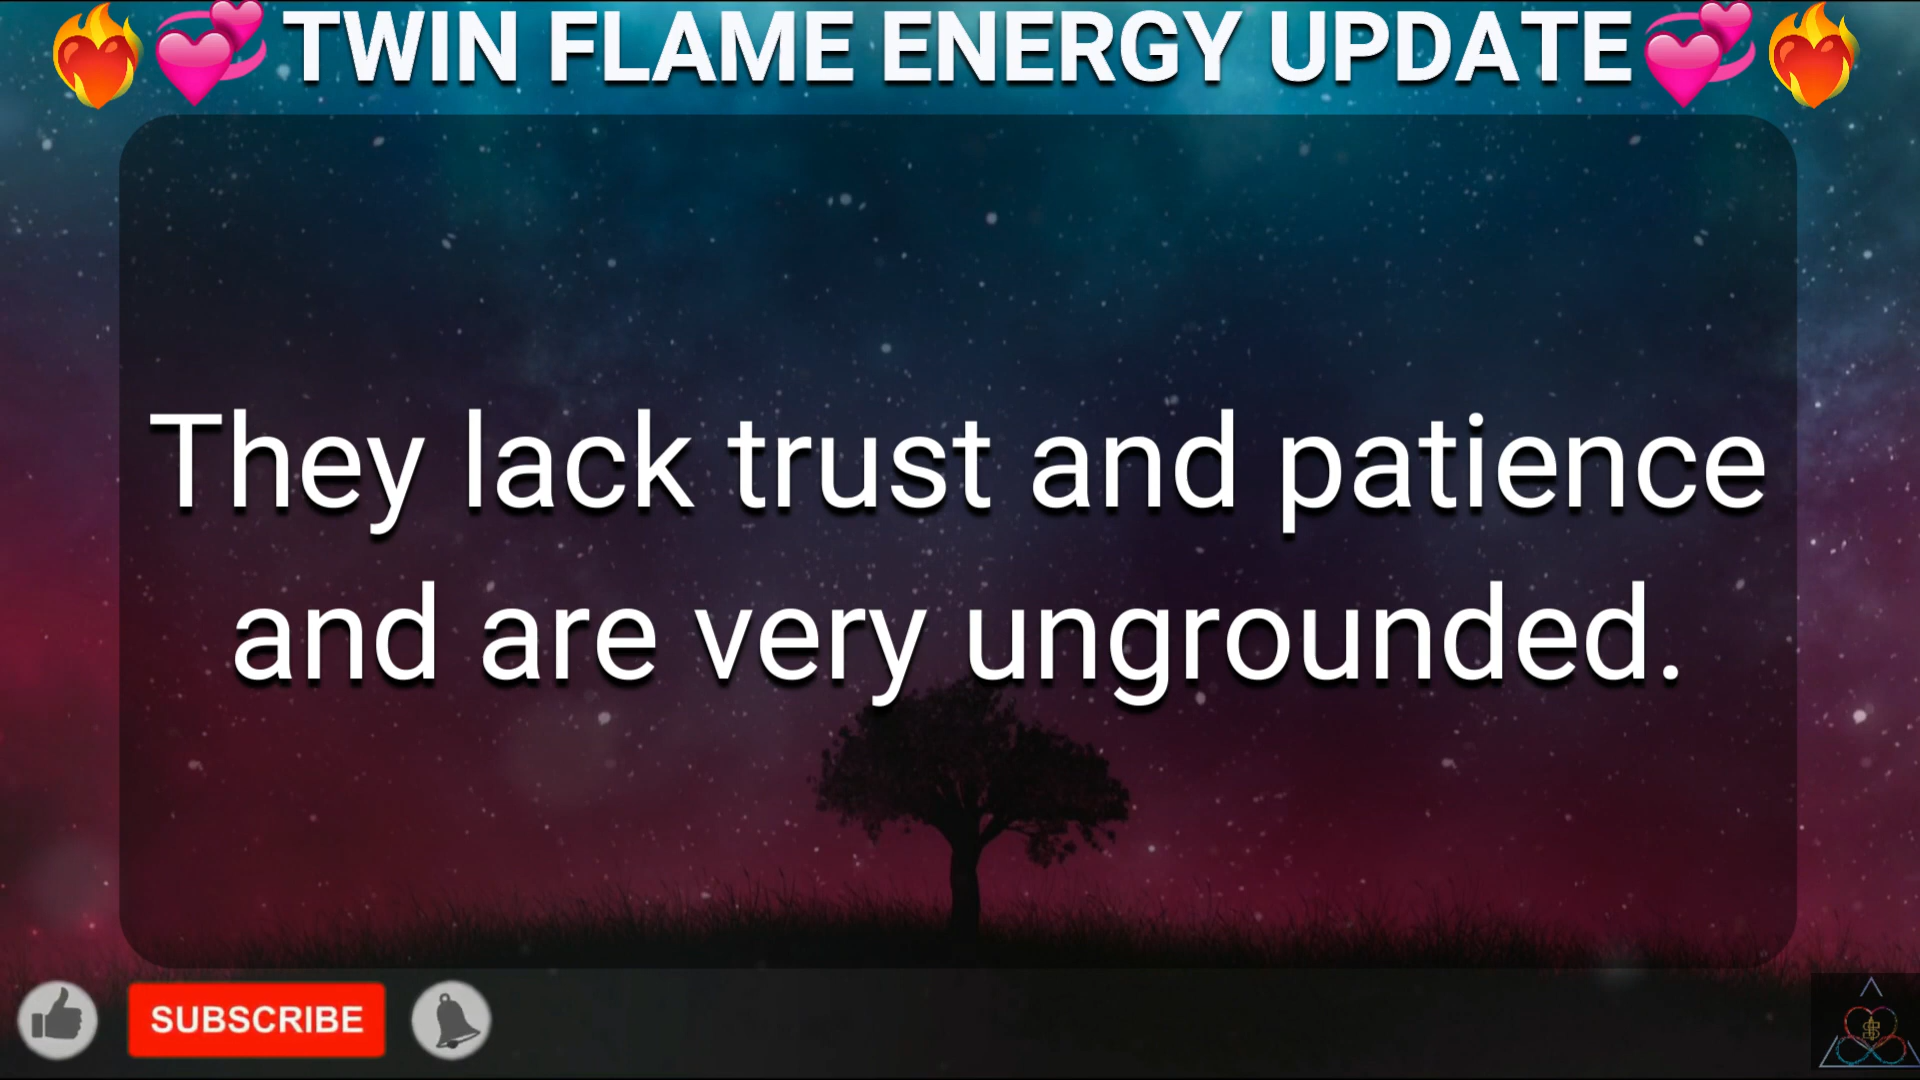 ❤️‍🔥💞TWIN FLAME ENERGY UPDATE💞❤️‍🔥
They lack trust and patience
and are very ungrounded.
SUBSCRIBE